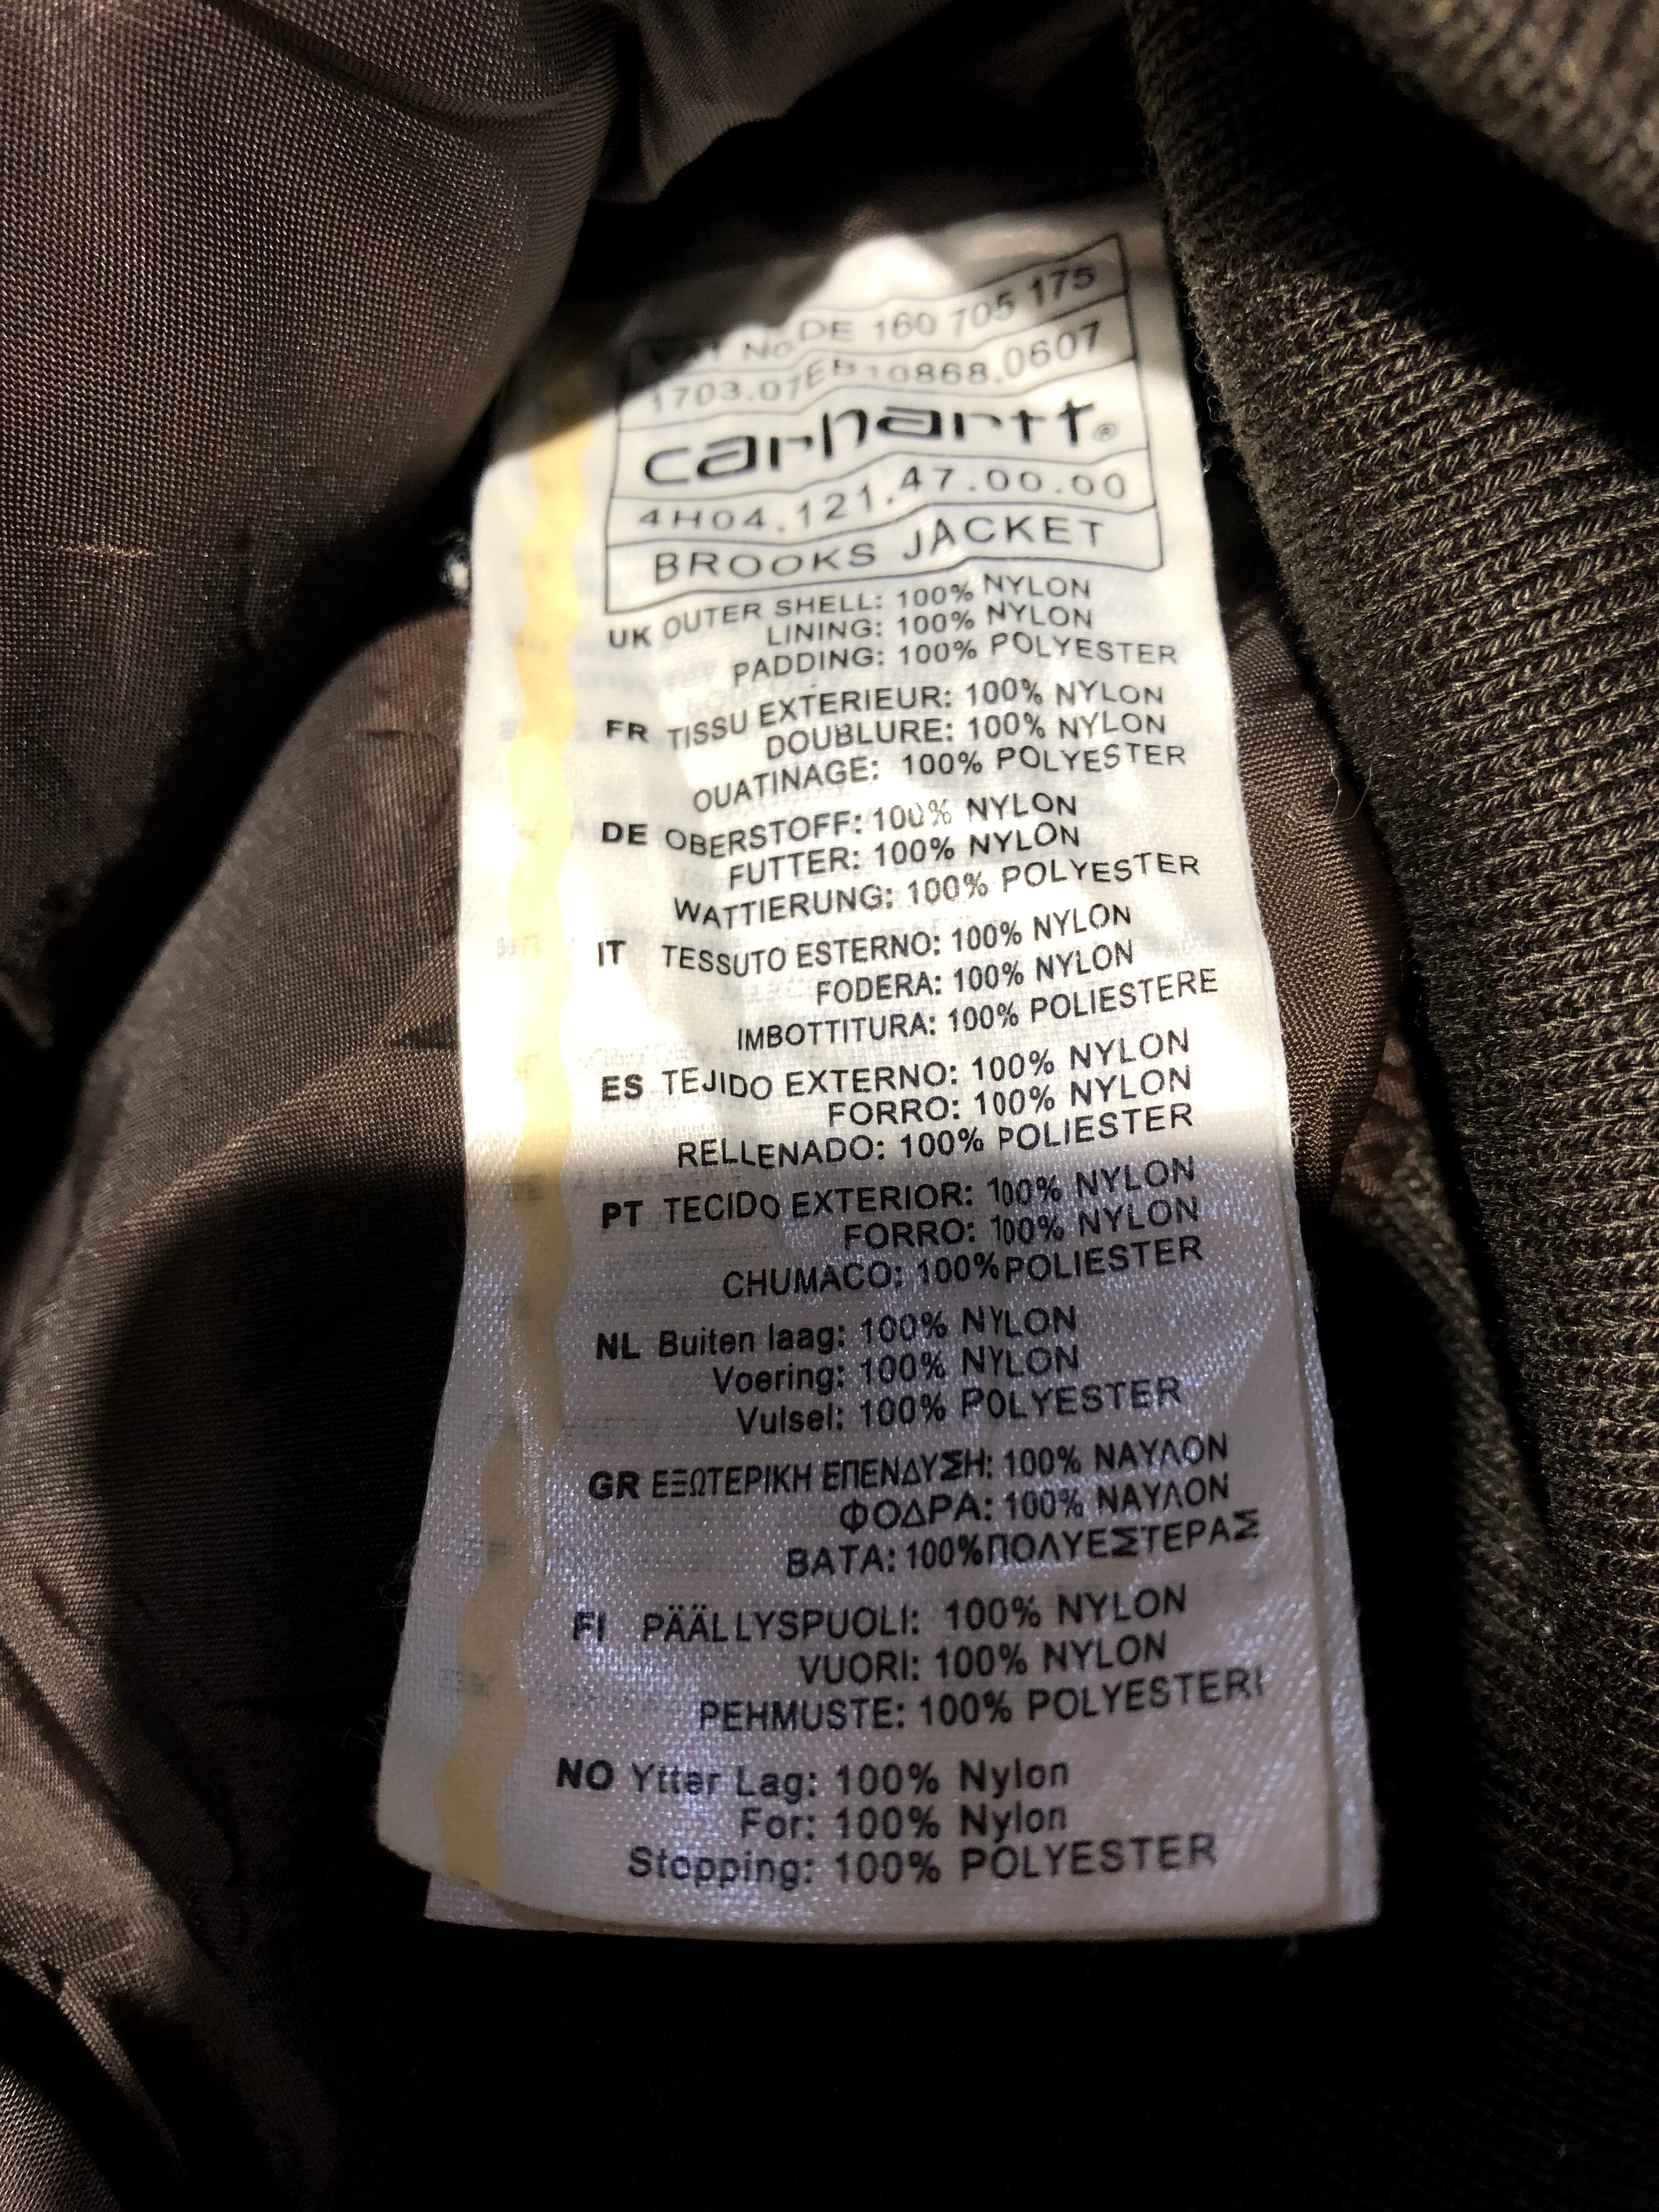 VAT No DE 160 705 175
1703.07EB10868.0607
carhartt®
4H04.121.47.00.00
BROOKS JACKET
UK OUTER SHELL: 100% NYLON
LINING: 100% NYLON
PADDING: 100% POLYESTER
FR TISSU EXTERIEUR: 100% NYLON
DOUBLURE: 100% NYLON
OUATINAGE: 100% POLYESTER
DE OBERSTOFF: 100% NYLON
FUTTER: 100% NYLON
WATTIERUNG: 100% POLYESTER
IT TESSUTO ESTERNO: 100% NYLON
FODERA: 100% NYLON
IMBOTTITURA: 100% POLIESTERE
ES TEJIDO EXTERNO: 100% NYLON
FORRO: 100% NYLON
RELLENADO: 100% POLIESTER
PT TECIDO EXTERIOR: 100% NYLON
FORRO: 100% NYLON
CHUMACO: 100% POLIESTER
NL Buiten laag: 100% NYLON
Voering: 100% NYLON
Vulsel: 100% POLYESTER
GR ΕΞΩΤΕΡΙΚΗ ΕΠΕΝΔΥΣΗ: 100% ΝΑΥΛΟΝ
ΦΟΔΡΑ: 100% ΝΑΥΛΟΝ
ΒΑΤΑ: 100%ΠΟΛΥΕΣΤΕΡΑΣ
FI PÄÄLLYSPUOLI: 100% NYLON
VUORI: 100% NYLON
PEHMUSTE: 100% POLYESTERI
NO Ytter Lag: 100% Nylon
For: 100% Nylon
Stopping: 100% POLYESTER